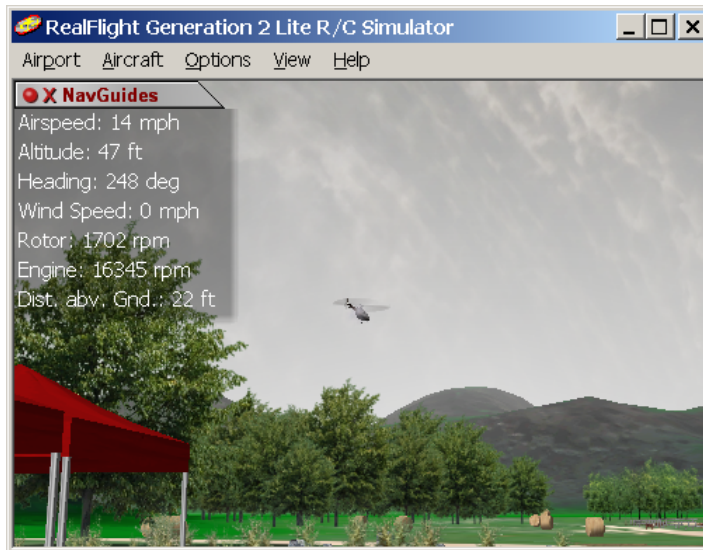 RealFlight Generation 2 Lite R/C Simulator
Airport Aircraft Options View Help
NavGuides
Airspeed: 14 mph
Altitude: 47 ft
Heading: 248 deg
Wind Speed: 0 mph
Rotor: 1702 rpm
Engine: 16345 rpm
Dist. abv. Gnd.: 22 ft